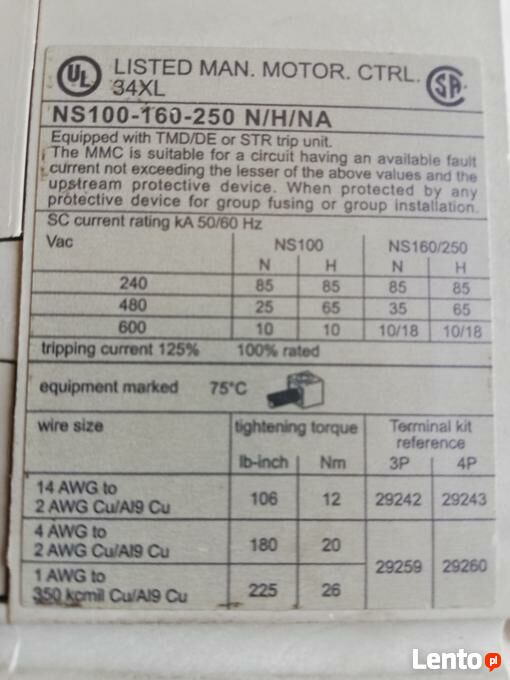 UL LISTED MAN. MOTOR. CTRL. SA
34XL
NS100-160-250 N/H/NA
Equipped with TMD/DE or STR trip unit.
The MMC is suitable for a circuit having an available fault
current not exceeding the lesser of the above values and the
upstream protective device. When protected by any
protective device for group fusing or group installation.
SC current rating kA 50/60 Hz
Vac NS100 NS160/250
N H N H
240 85 85 85 85
480 25 65 35 65
600 10 10 10/18 10/18
tripping current 125% 100% rated
equipment marked 75°C
wire size tightening torque Terminal kit
reference
lb-inch Nm 3P 4P
14 AWG to
2 AWG Cu/Al9 Cu 106 12 29242 29243
4 AWG to
2 AWG Cu/Al9 Cu 180 20
29259 29260
1 AWG to
350 kcmil Cu/Al9 Cu 225 26
Lento.pl